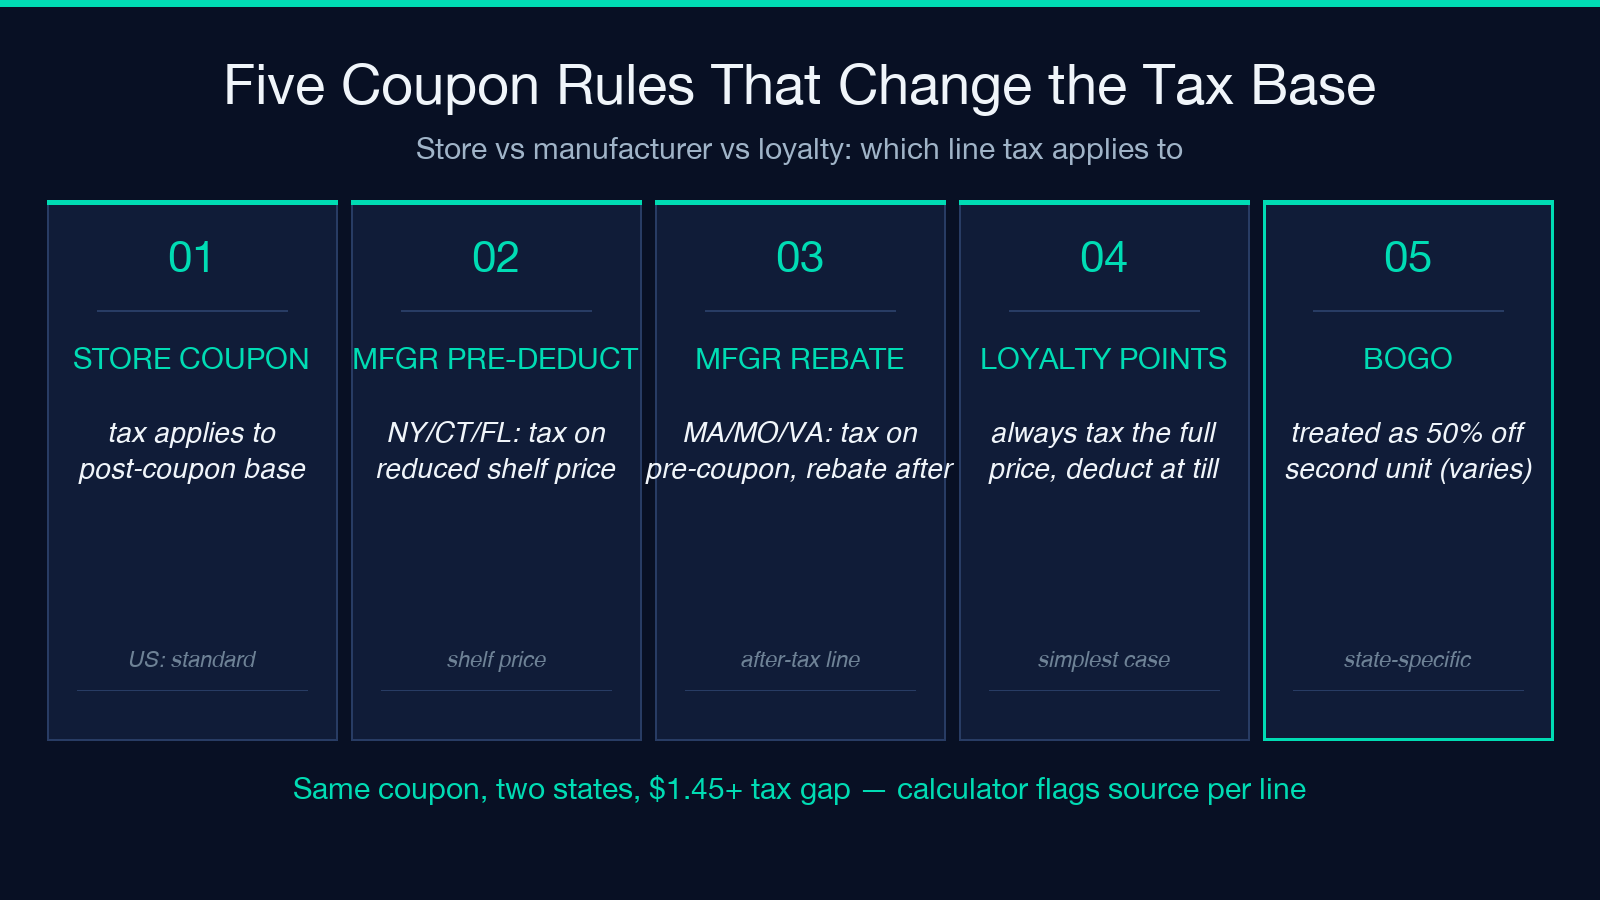 Five Coupon Rules That Change the Tax Base
Store vs manufacturer vs loyalty: which line tax applies to
01
STORE COUPON
tax applies to
post-coupon base
US: standard
02
MFGR PRE-DEDUCT
NY/CT/FL: tax on
reduced shelf price
shelf price
03
MFGR REBATE
MA/MO/VA: tax on
pre-coupon, rebate after
after-tax line
04
LOYALTY POINTS
always tax the full
price, deduct at till
simplest case
05
BOGO
treated as 50% off
second unit (varies)
state-specific
Same coupon, two states, $1.45+ tax gap — calculator flags source per line